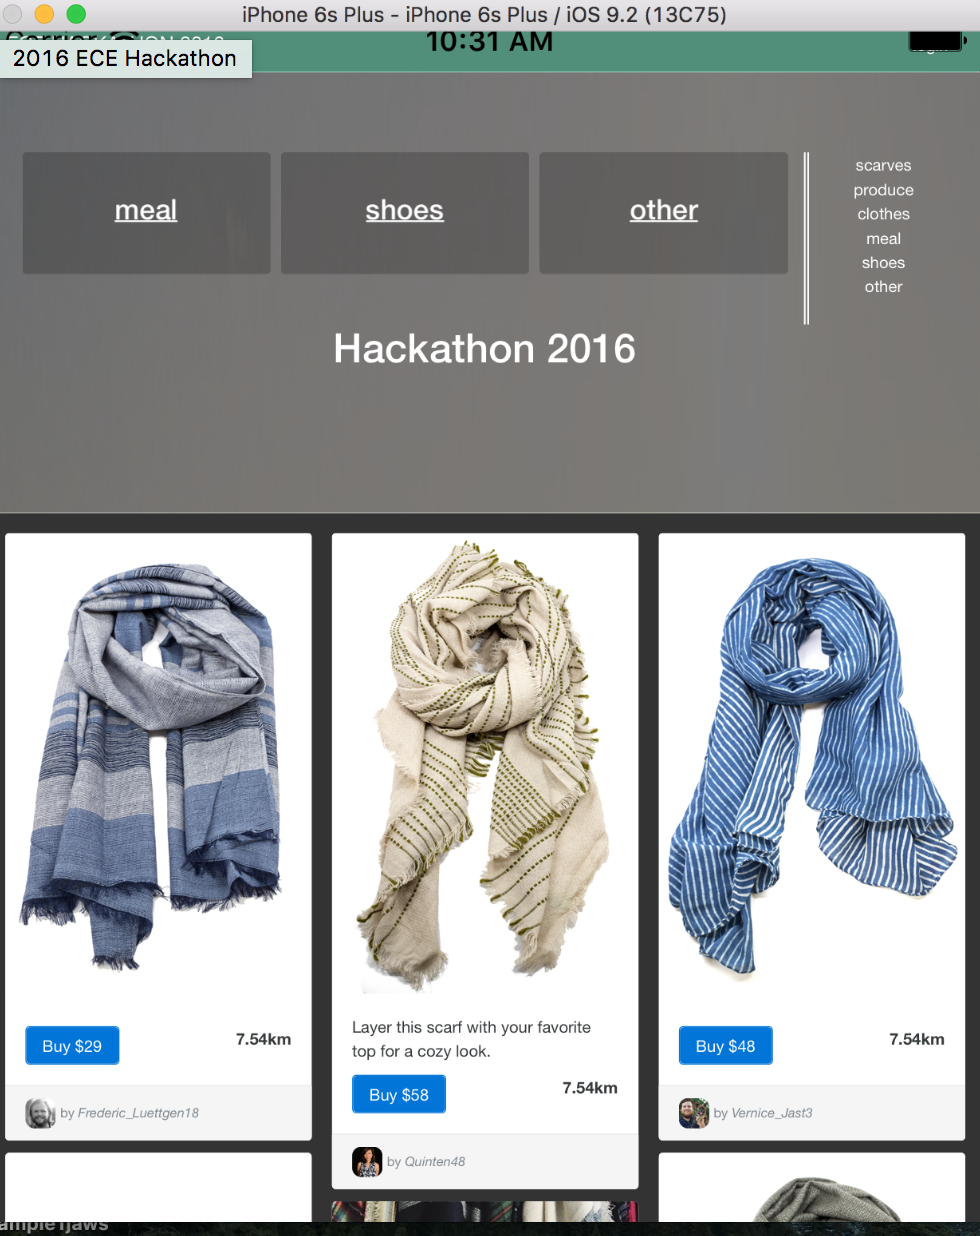 iPhone 6s Plus - iPhone 6s Plus / iOS 9.2 (13C75)
10:31 AM
2016 ECE Hackathon
meal
shoes
other
scarves
produce
clothes
meal
shoes
other
Hackathon 2016
Buy $29
7.54km
by Frederic_Luettgen18
Layer this scarf with your favorite
top for a cozy look.
Buy $58
7.54km
by Quinten48
Buy $48
7.54km
by Vernice_Jast3